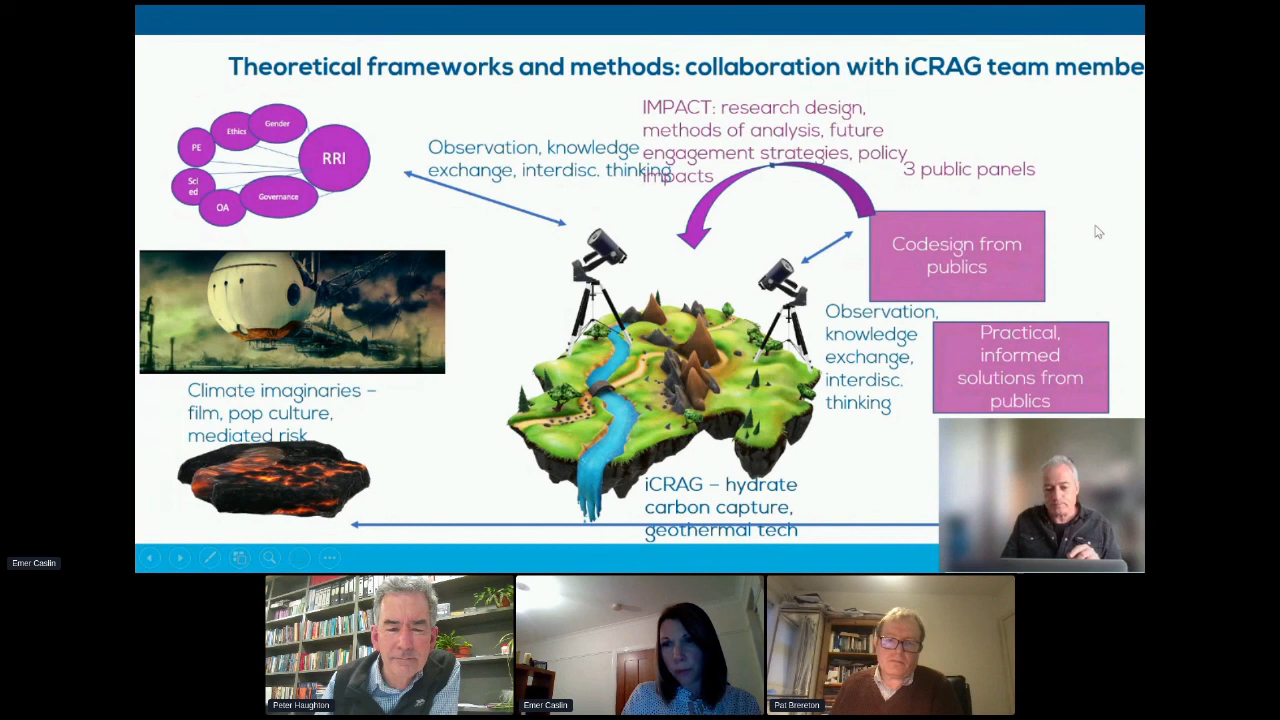 Theoretical frameworks and methods: collaboration with iCRAG team membe
IMPACT: research design,
methods of analysis, future
engagement strategies, policy
impacts
3 public panels
Observation, knowledge
exchange, interdisc. thinking
Gender
Ethics
PE
RRI
Sci
ed
Governance
OA
Codesign from
publics
Observation,
knowledge
exchange,
interdisc.
thinking
Practical,
informed
solutions from
publics
Climate imaginaries –
film, pop culture,
mediated risk
iCRAG – hydrate
carbon capture,
geothermal tech
Emer Caslin
Peter Haughton
Emer Caslin
Pat Brereton